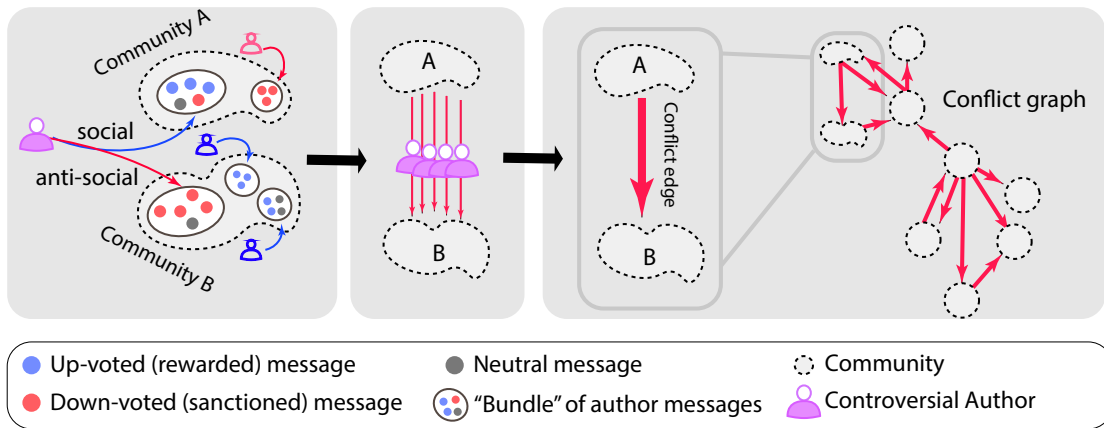 Community A
social
anti-social
Community B
A
B
A
Conflict edge
B
Conflict graph
Up-voted (rewarded) message
Neutral message
Community
Down-voted (sanctioned) message
“Bundle” of author messages
Controversial Author